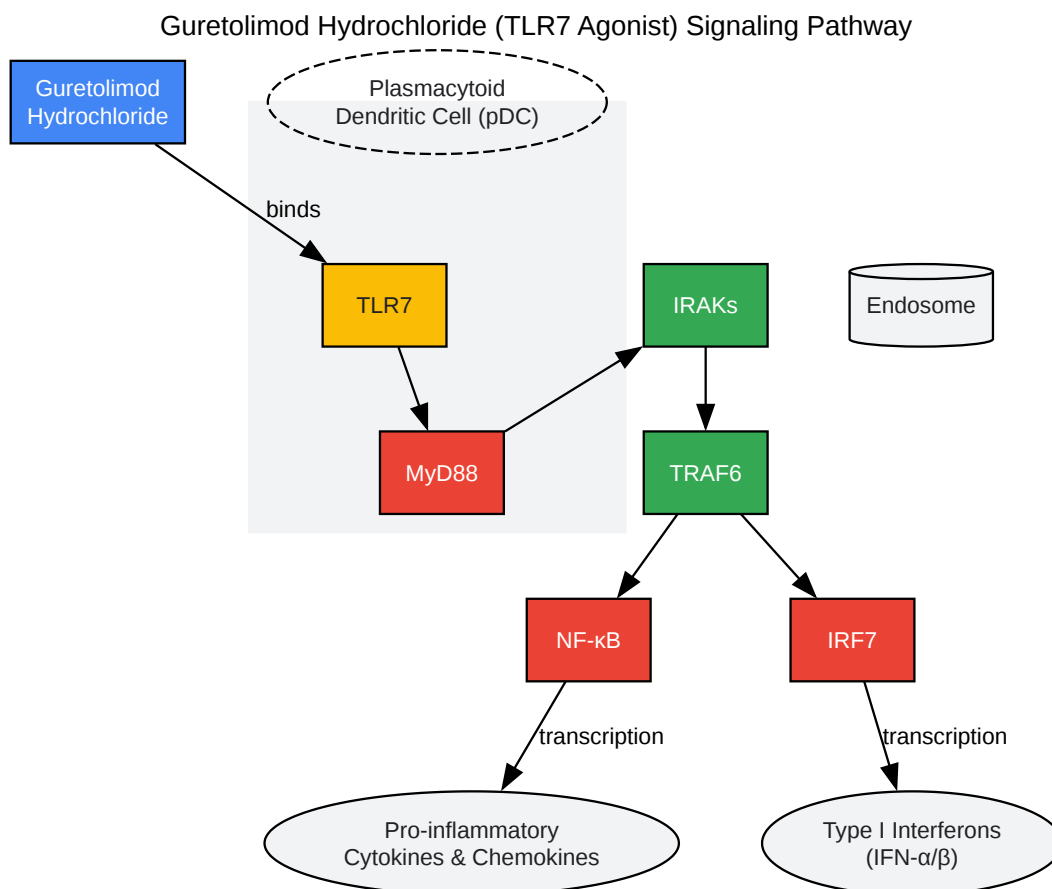 Guretolimod Hydrochloride (TLR7 Agonist) Signaling Pathway
Guretolimod
Hydrochloride
Plasmacytoid
Dendritic Cell (pDC)
binds
TLR7
IRAKs
Endosome
MyD88
TRAF6
NF-κB
IRF7
transcription
transcription
Pro-inflammatory
Cytokines & Chemokines
Type I Interferons
(IFN-α/β)